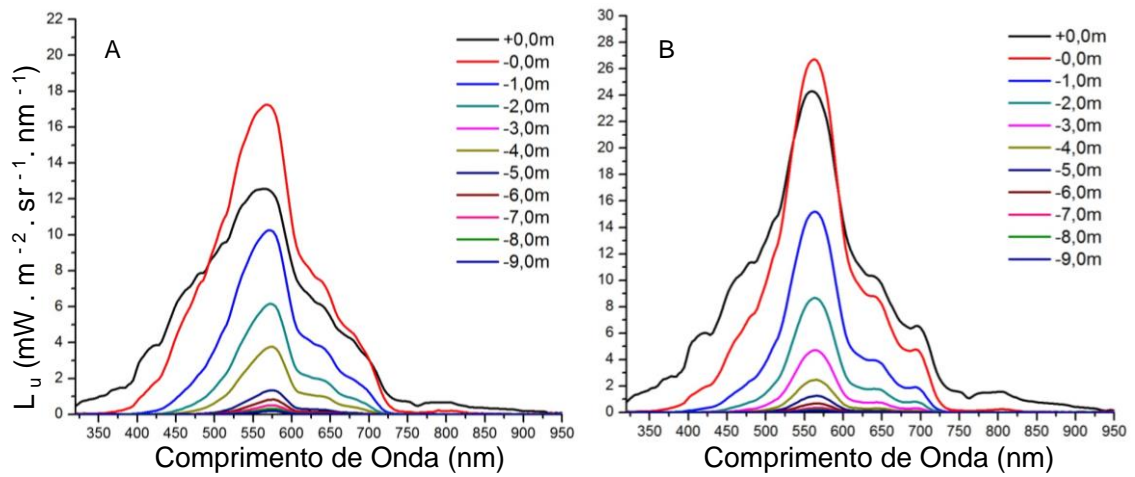 A
22
20
18
16
14
12
10
8
6
4
2
0
+0,0m
-0,0m
-1,0m
-2,0m
-3,0m
-4,0m
-5,0m
-6,0m
-7,0m
-8,0m
-9,0m
350 400 450 500 550 600 650 700 750 800 850 900 950
Comprimento de Onda (nm)
L u (mW . m -2 . sr -1 . nm -1)
B
30
28
26
24
22
20
18
16
14
12
10
8
6
4
2
0
+0,0m
-0,0m
-1,0m
-2,0m
-3,0m
-4,0m
-5,0m
-6,0m
-7,0m
-8,0m
-9,0m
350 400 450 500 550 600 650 700 750 800 850 900 950
Comprimento de Onda (nm)